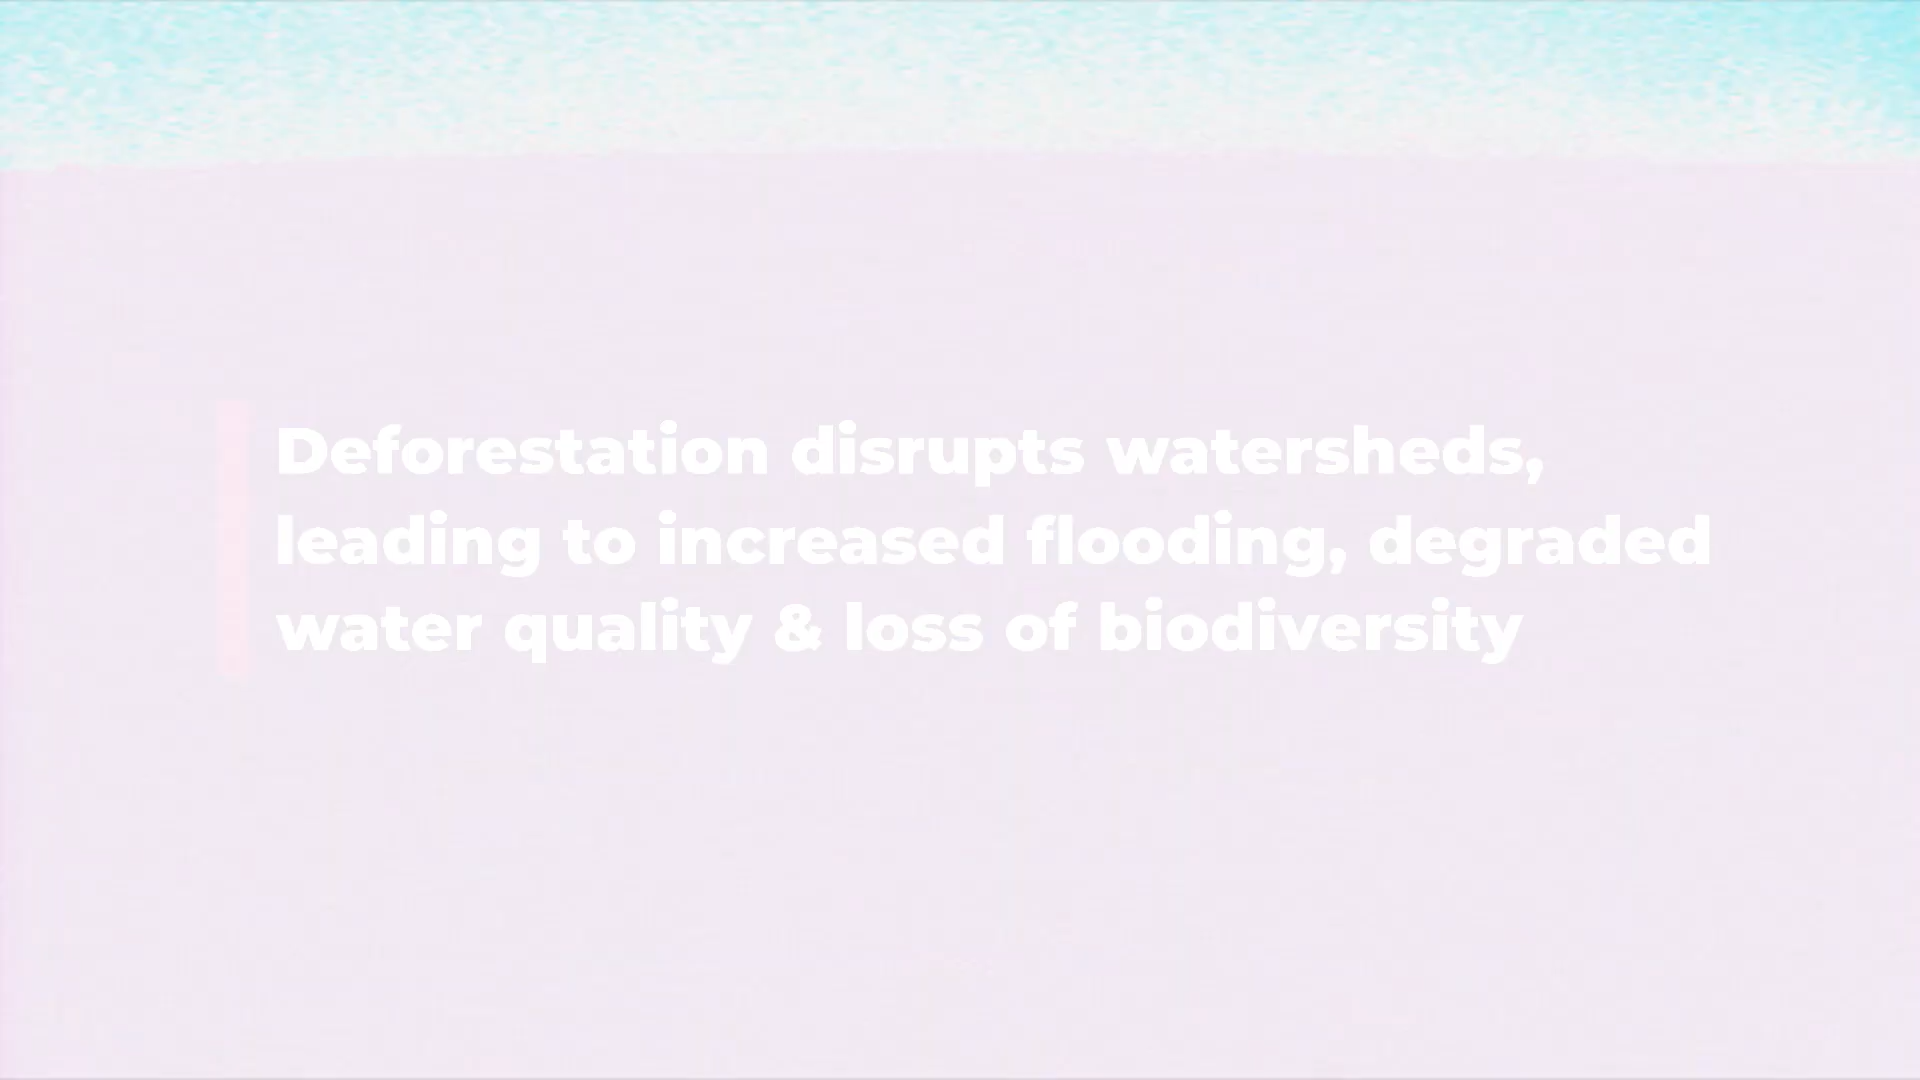 Deforestation disrupts watersheds,
leading to increased flooding, degraded
water quality & loss of biodiversity